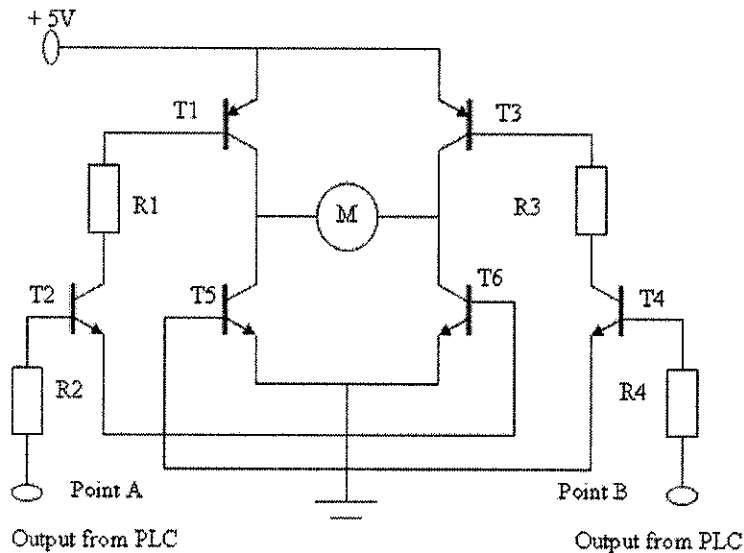 + 5V
T1
T3
R1
M
R3
T2
T5
T6
T4
R2
R4
Point A
Point B
Output from PLC
Output from PLC